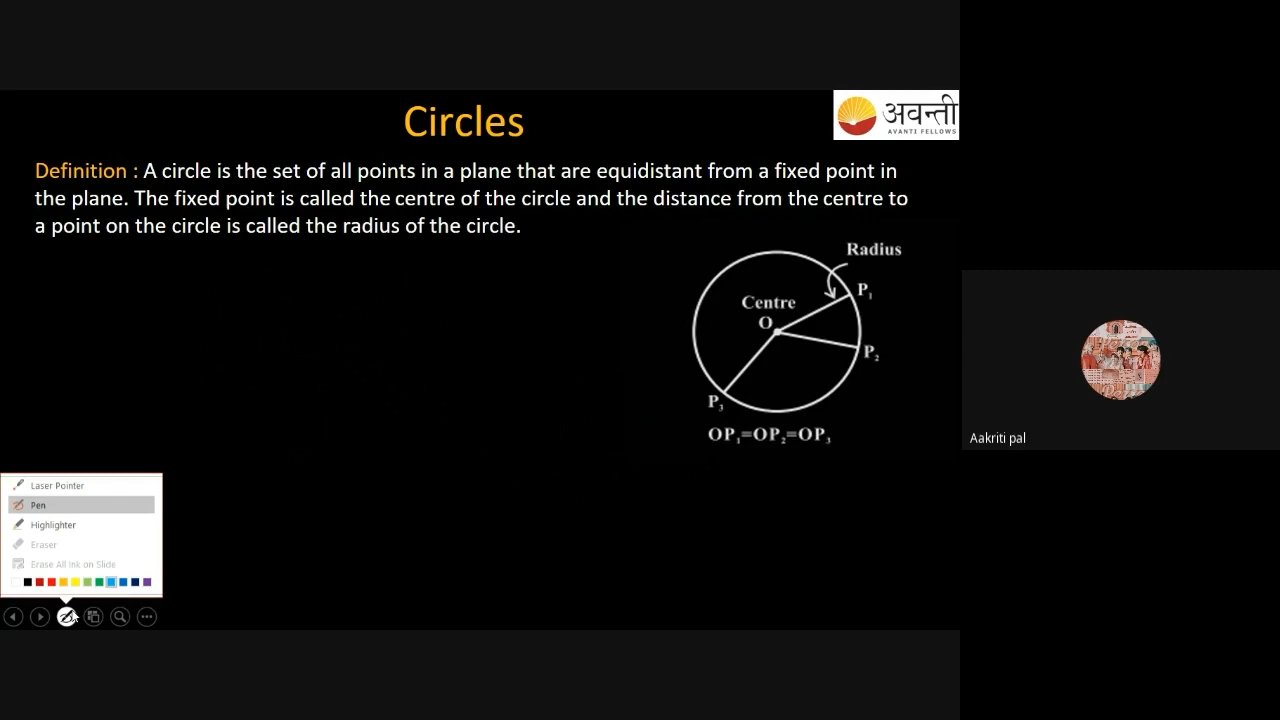 Circles
अवन्ती
AVANTI FELLOWS
Definition : A circle is the set of all points in a plane that are equidistant from a fixed point in
the plane. The fixed point is called the centre of the circle and the distance from the centre to
a point on the circle is called the radius of the circle.
Radius
P₁
Centre
O
P₂
P₃
OP₁=OP₂=OP₃
Aakriti pal
Laser Pointer
Pen
Highlighter
Eraser
Erase All Ink on Slide